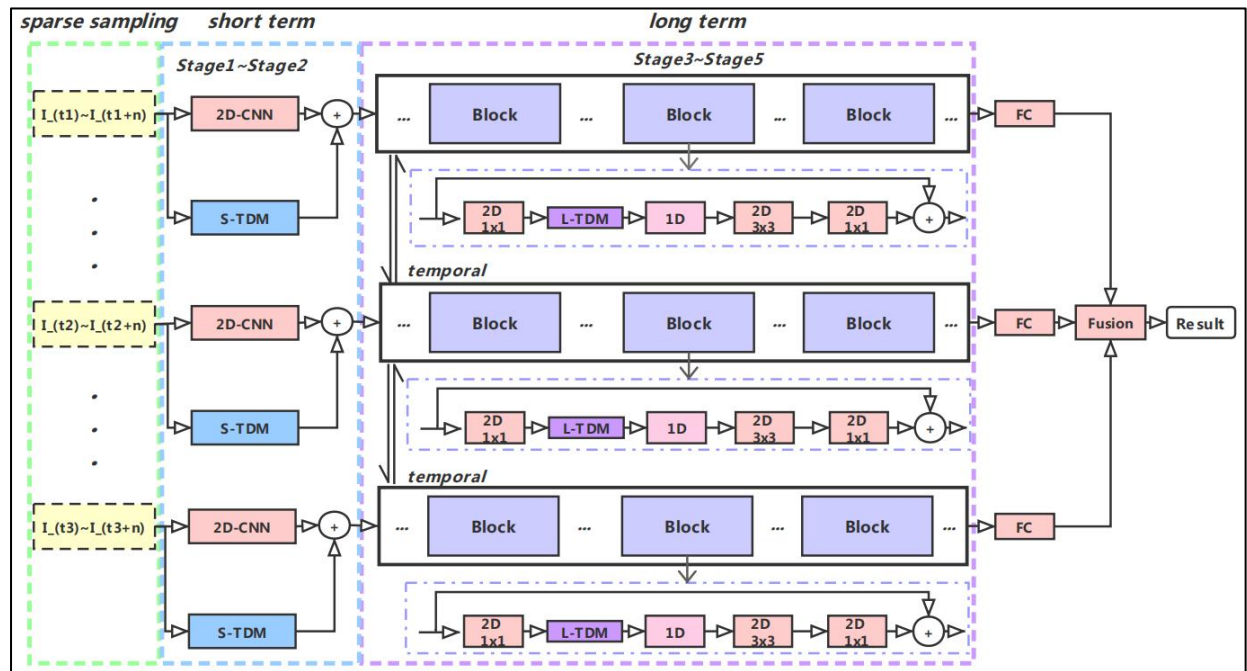 sparse sampling short term long term
Stage1~Stage2 Stage3~Stage5
I_(t1)~I_(t1+n) 2D-CNN + ... Block ... Block ... Block ... FC
S-TDM 2D 1x1 L-TDM 1D 2D 3x3 2D 1x1 +
temporal
I_(t2)~I_(t2+n) 2D-CNN + ... Block ... Block ... Block ... FC Fusion Result
S-TDM 2D 1x1 L-TDM 1D 2D 3x3 2D 1x1 +
temporal
I_(t3)~I_(t3+n) 2D-CNN + ... Block ... Block ... Block ... FC
S-TDM 2D 1x1 L-TDM 1D 2D 3x3 2D 1x1 +